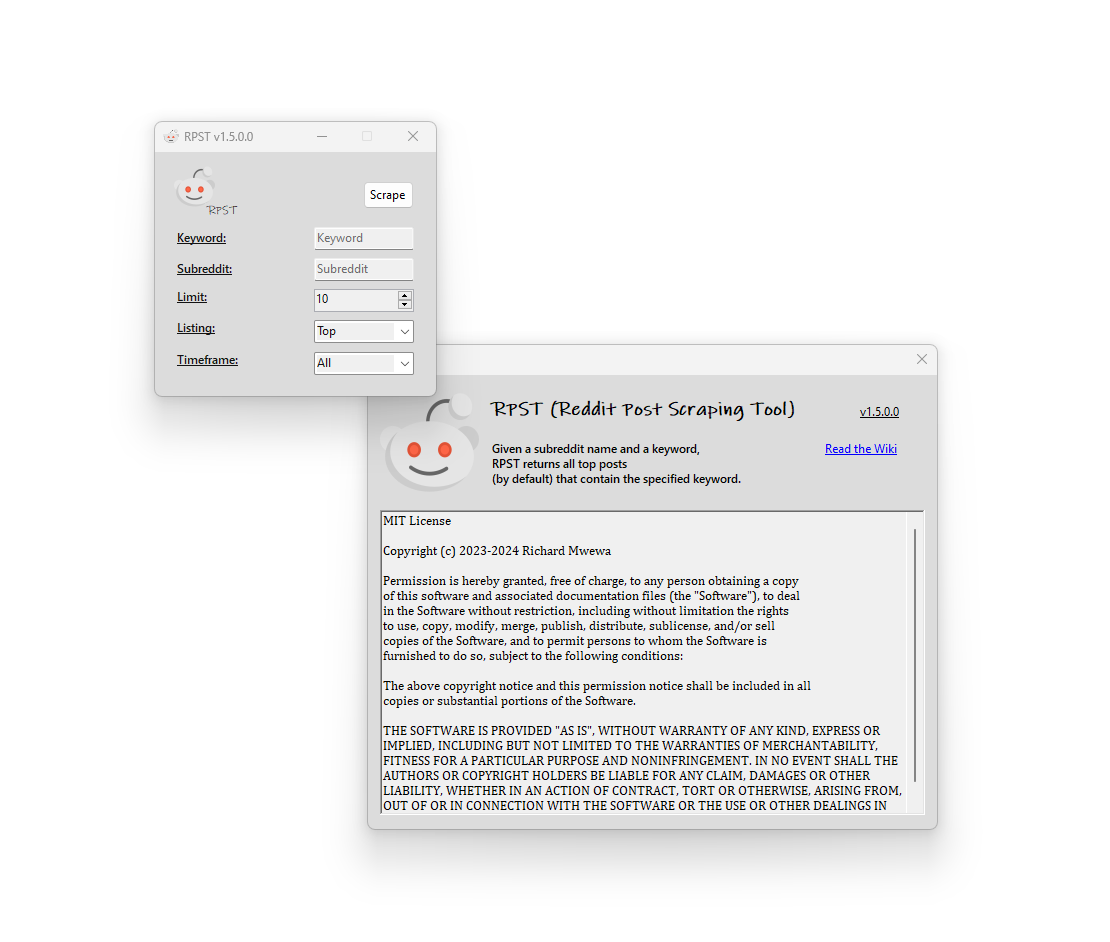 RPST v1.5.0.0
RPST
Scrape
Keyword: Keyword
Subreddit: Subreddit
Limit: 10
Listing: Top
Timeframe: All
RPST (Reddit Post Scraping Tool)
v1.5.0.0
Given a subreddit name and a keyword,
RPST returns all top posts
(by default) that contain the specified keyword.
Read the Wiki
MIT License
Copyright (c) 2023-2024 Richard Mwewa
Permission is hereby granted, free of charge, to any person obtaining a copy
of this software and associated documentation files (the "Software"), to deal
in the Software without restriction, including without limitation the rights
to use, copy, modify, merge, publish, distribute, sublicense, and/or sell
copies of the Software, and to permit persons to whom the Software is
furnished to do so, subject to the following conditions:
The above copyright notice and this permission notice shall be included in all
copies or substantial portions of the Software.
THE SOFTWARE IS PROVIDED "AS IS", WITHOUT WARRANTY OF ANY KIND, EXPRESS OR
IMPLIED, INCLUDING BUT NOT LIMITED TO THE WARRANTIES OF MERCHANTABILITY,
FITNESS FOR A PARTICULAR PURPOSE AND NONINFRINGEMENT. IN NO EVENT SHALL THE
AUTHORS OR COPYRIGHT HOLDERS BE LIABLE FOR ANY CLAIM, DAMAGES OR OTHER
LIABILITY, WHETHER IN AN ACTION OF CONTRACT, TORT OR OTHERWISE, ARISING FROM,
OUT OF OR IN CONNECTION WITH THE SOFTWARE OR THE USE OR OTHER DEALINGS IN